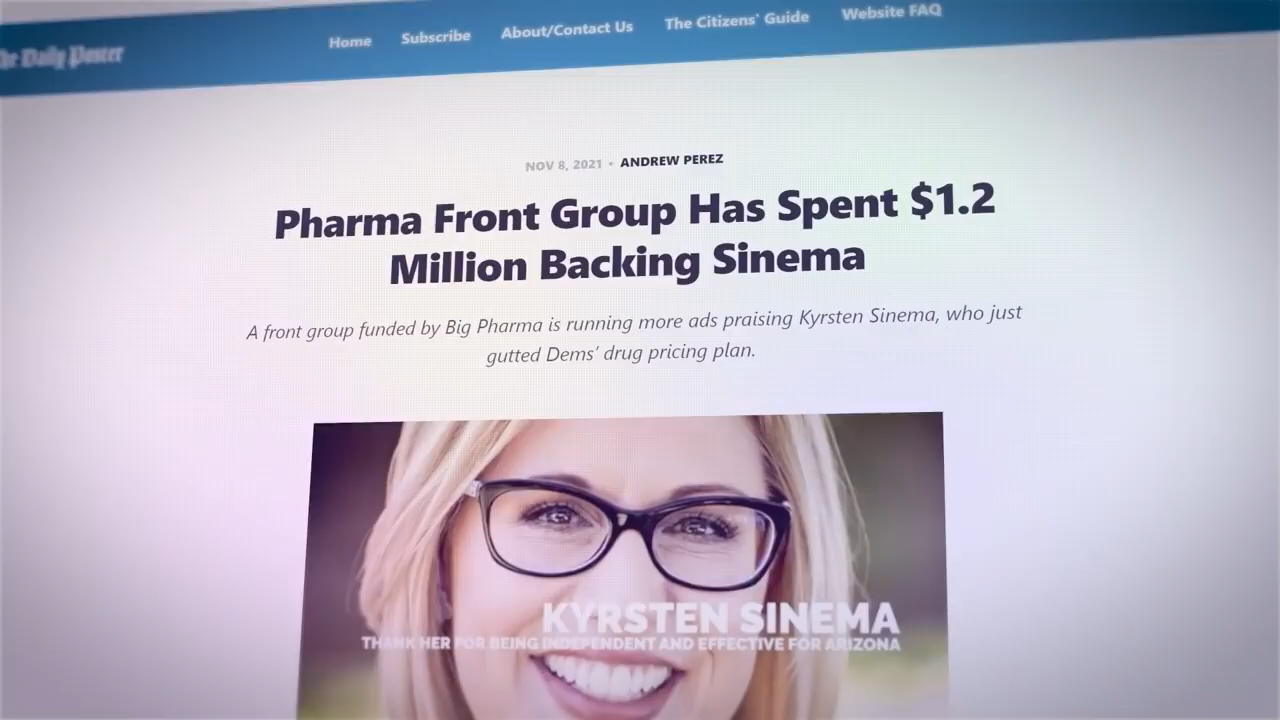 The Daily Poster
Home Subscribe About/Contact Us The Citizens' Guide Website FAQ
NOV 8, 2021 • ANDREW PEREZ
Pharma Front Group Has Spent $1.2
Million Backing Sinema
A front group funded by Big Pharma is running more ads praising Kyrsten Sinema, who just
gutted Dems' drug pricing plan.
KYRSTEN SINEMA
THANK HER FOR BEING INDEPENDENT AND EFFECTIVE FOR ARIZONA